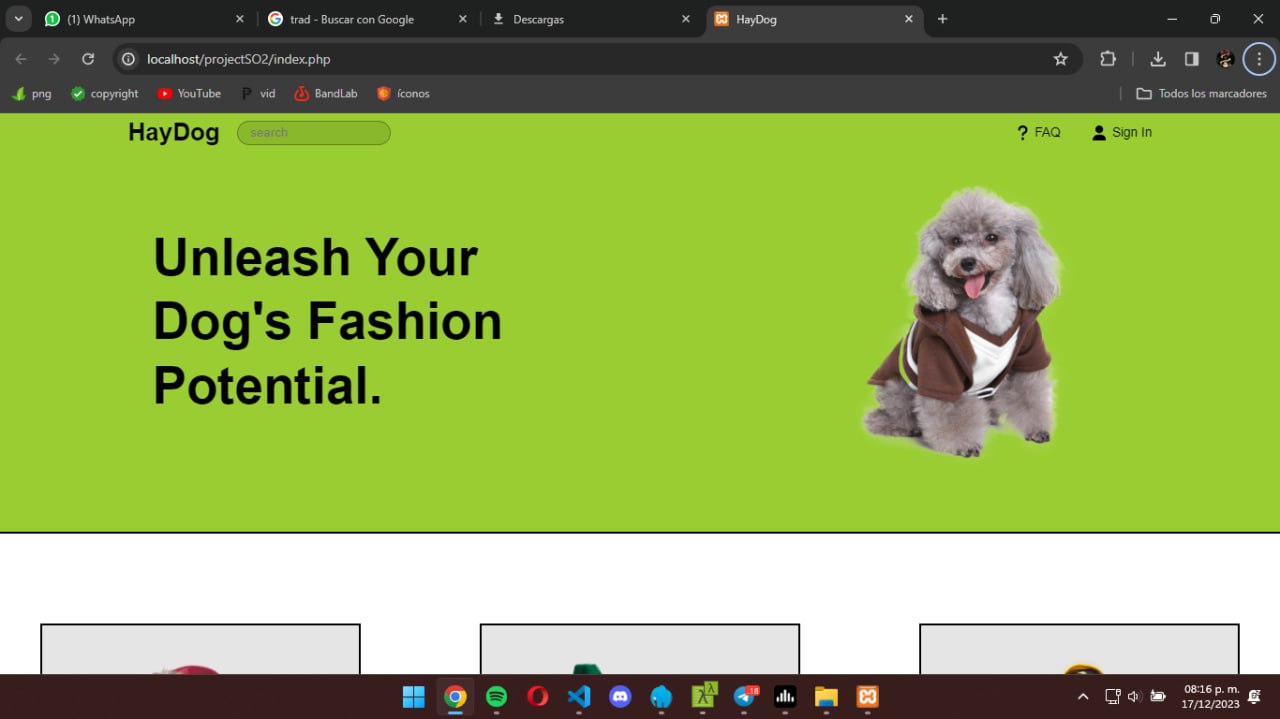 (1) WhatsApp
trad - Buscar con Google
Descargas
HayDog
localhost/projectSO2/index.php
png
copyright
YouTube
vid
BandLab
íconos
Todos los marcadores
HayDog
search
FAQ
Sign In
Unleash Your
Dog's Fashion
Potential.
18
08:16 p. m.
17/12/2023